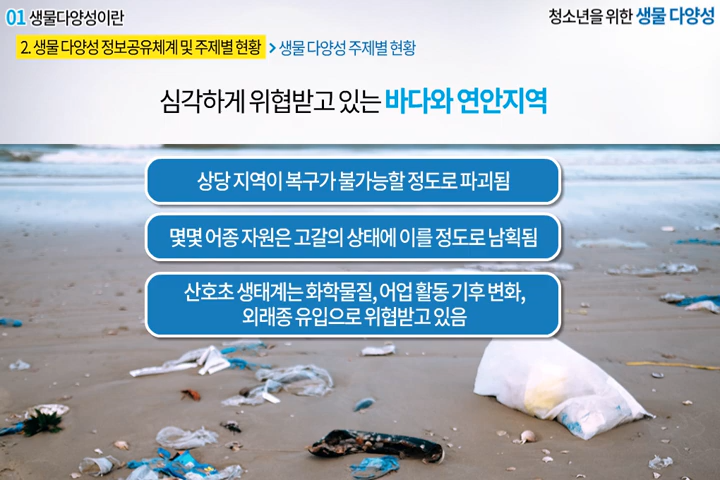 01 생물다양성이란
청소년을 위한 생물 다양성
2. 생물 다양성 정보공유체계 및 주제별 현황 > 생물 다양성 주제별 현황
심각하게 위협받고 있는 바다와 연안지역
상당 지역이 복구가 불가능할 정도로 파괴됨
몇몇 어종 자원은 고갈의 상태에 이를 정도로 남획됨
산호초 생태계는 화학물질, 어업 활동 기후 변화,
외래종 유입으로 위협받고 있음